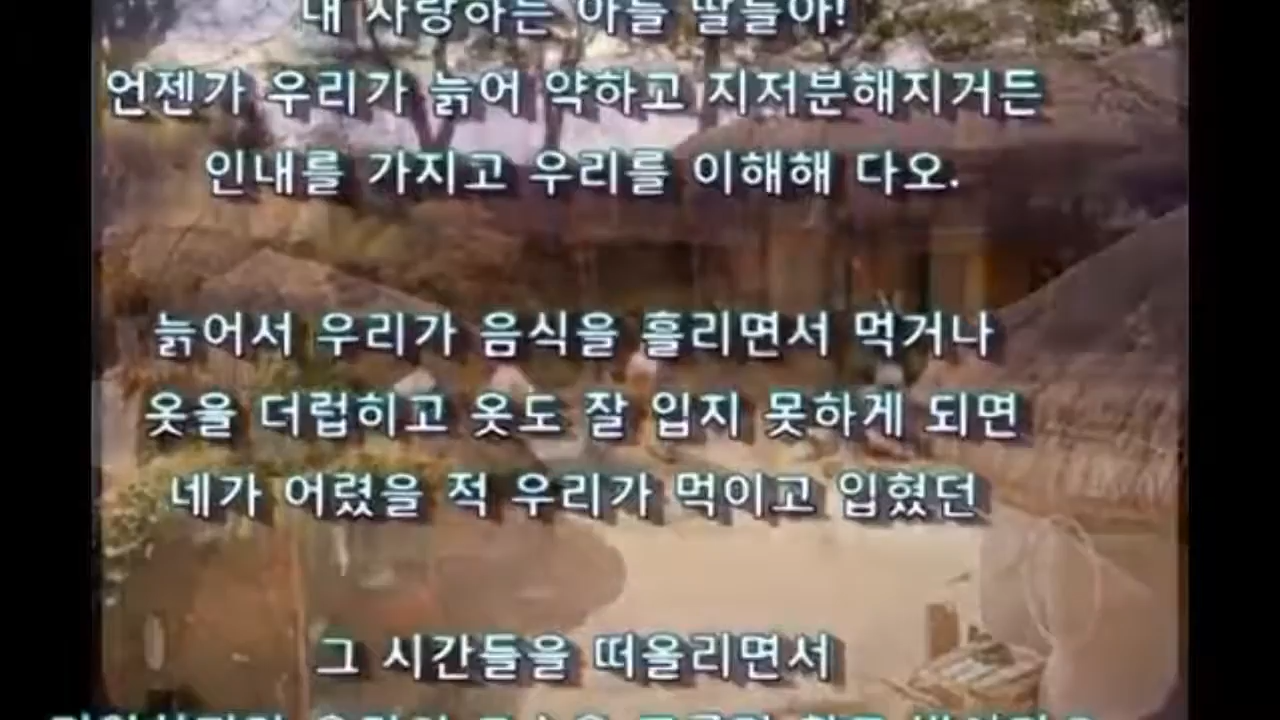 내 사랑하는 아들 딸들아!
언젠가 우리가 늙어 약하고 지저분해지거든
인내를 가지고 우리를 이해해 다오.
늙어서 우리가 음식을 흘리면서 먹거나
옷을 더럽히고 옷도 잘 입지 못하게 되면
네가 어렸을 적 우리가 먹이고 입혔던
그 시간들을 떠올리면서